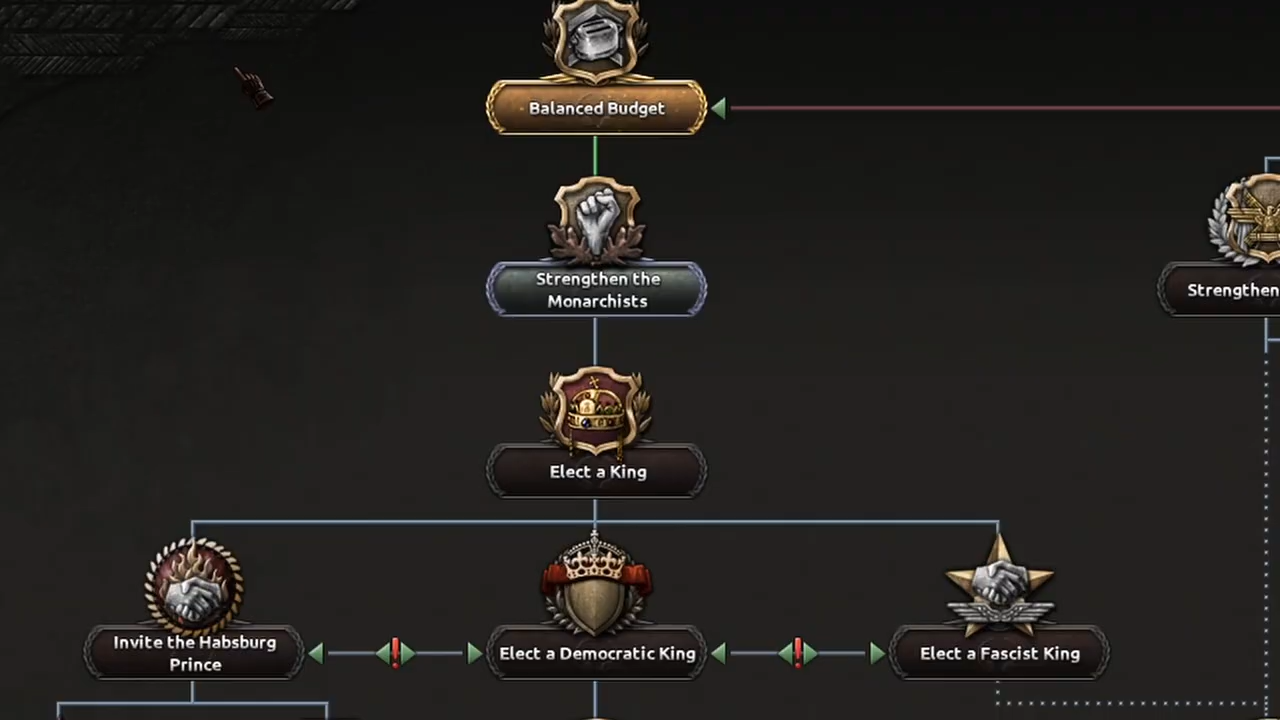 Balanced Budget
Strengthen the
Monarchists
Strengthen
Elect a King
Invite the Habsburg
Prince
Elect a Democratic King
Elect a Fascist King